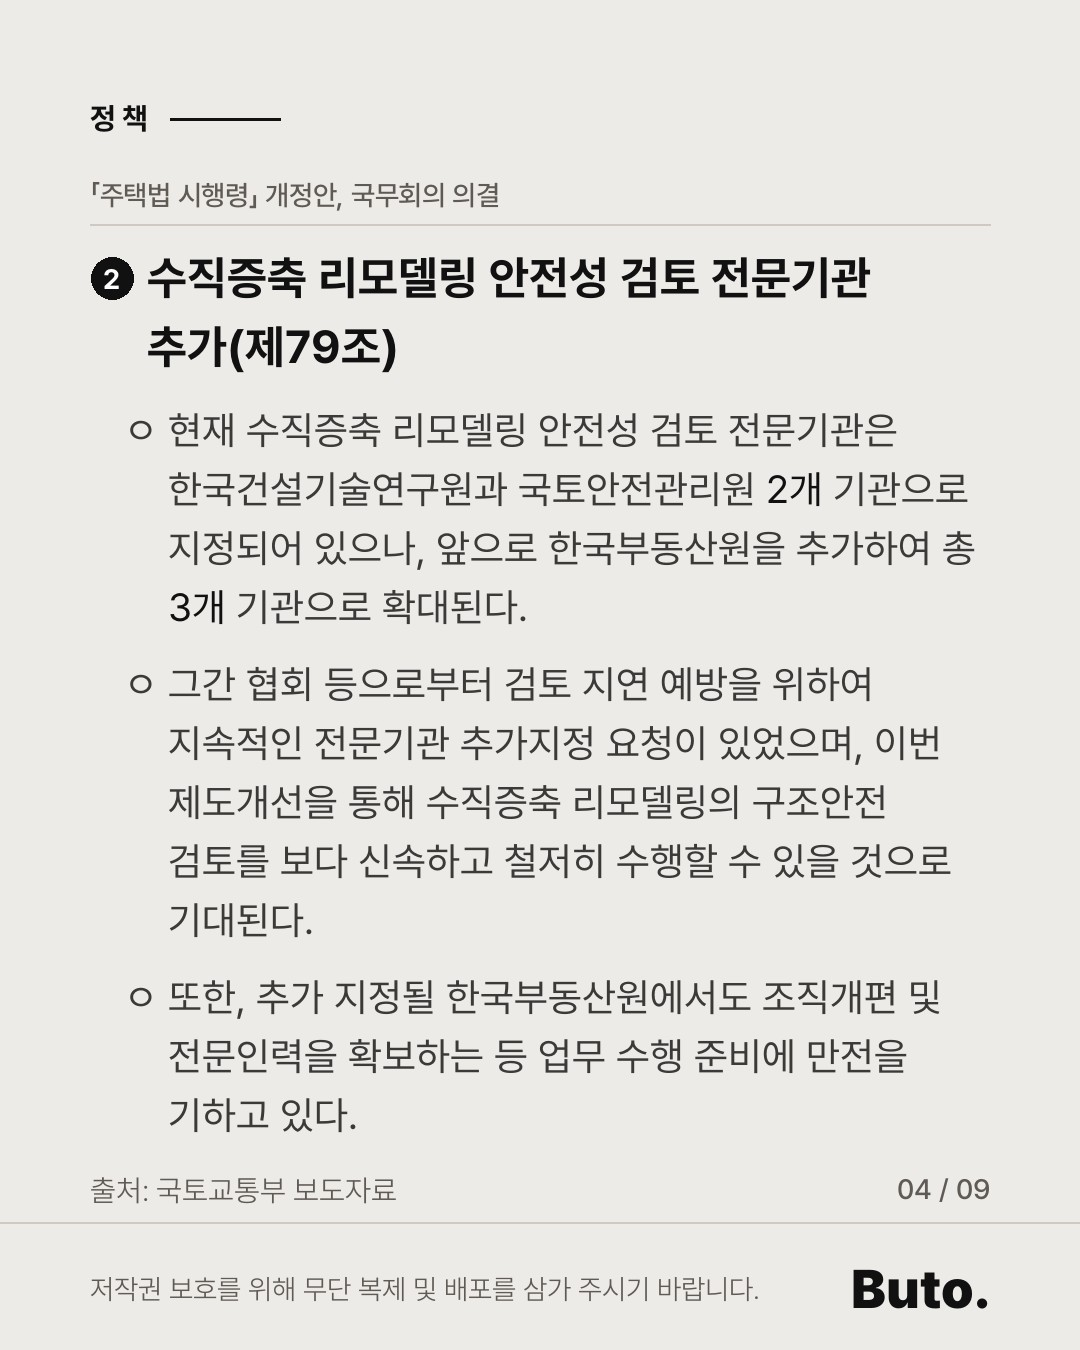 정책
「주택법 시행령」 개정안, 국무회의 의결
2 수직증축 리모델링 안전성 검토 전문기관
추가(제79조)
ㅇ 현재 수직증축 리모델링 안전성 검토 전문기관은
한국건설기술연구원과 국토안전관리원 2개 기관으로
지정되어 있으나, 앞으로 한국부동산원을 추가하여 총
3개 기관으로 확대된다.
ㅇ 그간 협회 등으로부터 검토 지연 예방을 위하여
지속적인 전문기관 추가지정 요청이 있었으며, 이번
제도개선을 통해 수직증축 리모델링의 구조안전
검토를 보다 신속하고 철저히 수행할 수 있을 것으로
기대된다.
ㅇ 또한, 추가 지정될 한국부동산원에서도 조직개편 및
전문인력을 확보하는 등 업무 수행 준비에 만전을
기하고 있다.
출처: 국토교통부 보도자료 04 / 09
저작권 보호를 위해 무단 복제 및 배포를 삼가 주시기 바랍니다. Buto.